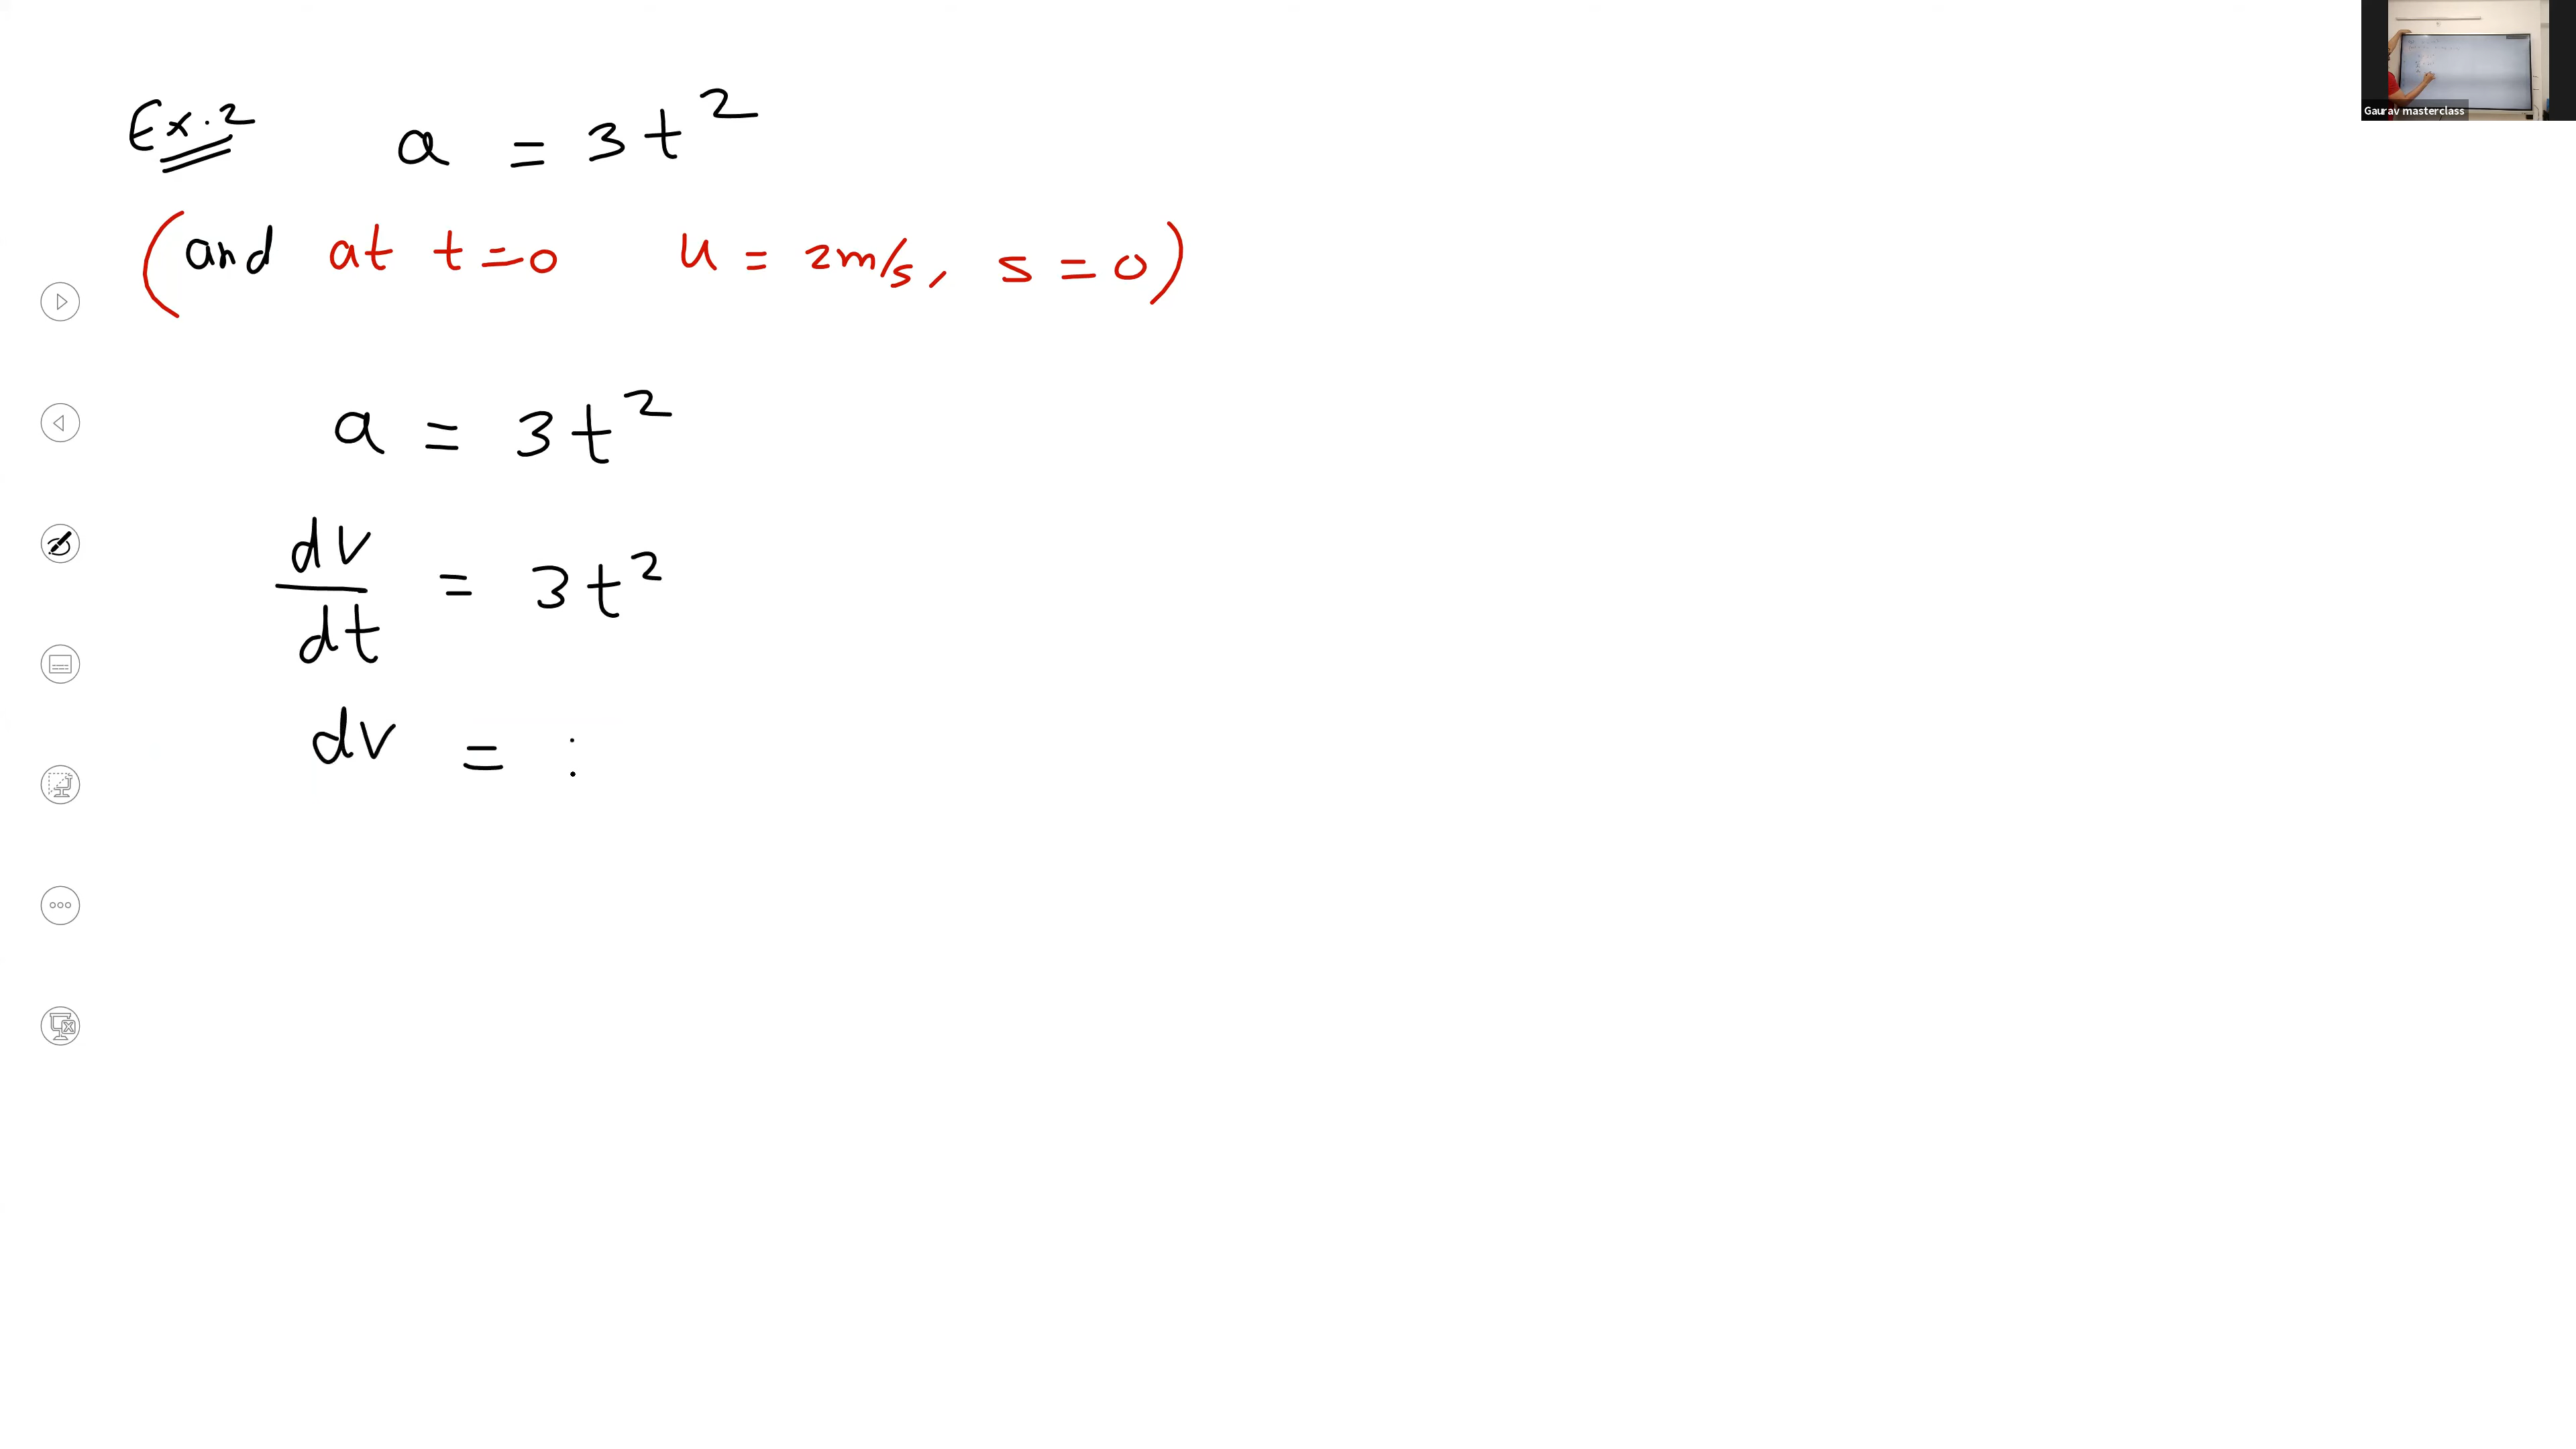 Ex.2 a = 3t²
(and at t=0 u = 2m/s, s = 0)
a = 3t²
dv/dt = 3t²
dv =
Gaurav masterclass